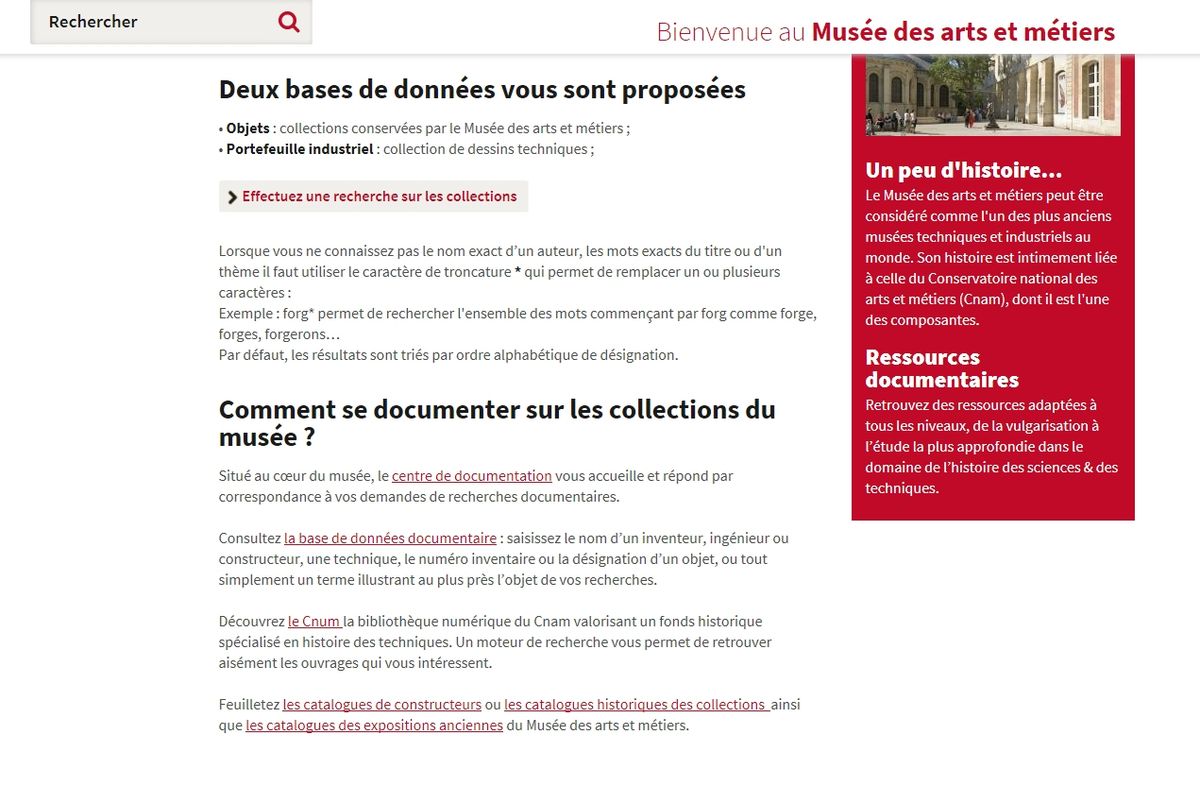 Rechercher
Bienvenue au Musée des arts et métiers
Deux bases de données vous sont proposées
• Objets : collections conservées par le Musée des arts et métiers ;
• Portefeuille industriel : collection de dessins techniques ;
Effectuez une recherche sur les collections
Lorsque vous ne connaissez pas le nom exact d’un auteur, les mots exacts du titre ou d'un
thème il faut utiliser le caractère de troncature * qui permet de remplacer un ou plusieurs
caractères :
Exemple : forg* permet de rechercher l'ensemble des mots commençant par forg comme forge,
forges, forgerons…
Par défaut, les résultats sont triés par ordre alphabétique de désignation.
Comment se documenter sur les collections du
musée ?
Situé au cœur du musée, le centre de documentation vous accueille et répond par
correspondance à vos demandes de recherches documentaires.
Consultez la base de données documentaire : saisissez le nom d’un inventeur, ingénieur ou
constructeur, une technique, le numéro inventaire ou la désignation d’un objet, ou tout
simplement un terme illustrant au plus près l’objet de vos recherches.
Découvrez le Cnum la bibliothèque numérique du Cnam valorisant un fonds historique
spécialisé en histoire des techniques. Un moteur de recherche vous permet de retrouver
aisément les ouvrages qui vous intéressent.
Feuilletez les catalogues de constructeurs ou les catalogues historiques des collections ainsi
que les catalogues des expositions anciennes du Musée des arts et métiers.
Un peu d'histoire...
Le Musée des arts et métiers peut être
considéré comme l'un des plus anciens
musées techniques et industriels au
monde. Son histoire est intimement liée
à celle du Conservatoire national des
arts et métiers (Cnam), dont il est l'une
des composantes.
Ressources
documentaires
Retrouvez des ressources adaptées à
tous les niveaux, de la vulgarisation à
l’étude la plus approfondie dans le
domaine de l’histoire des sciences & des
techniques.